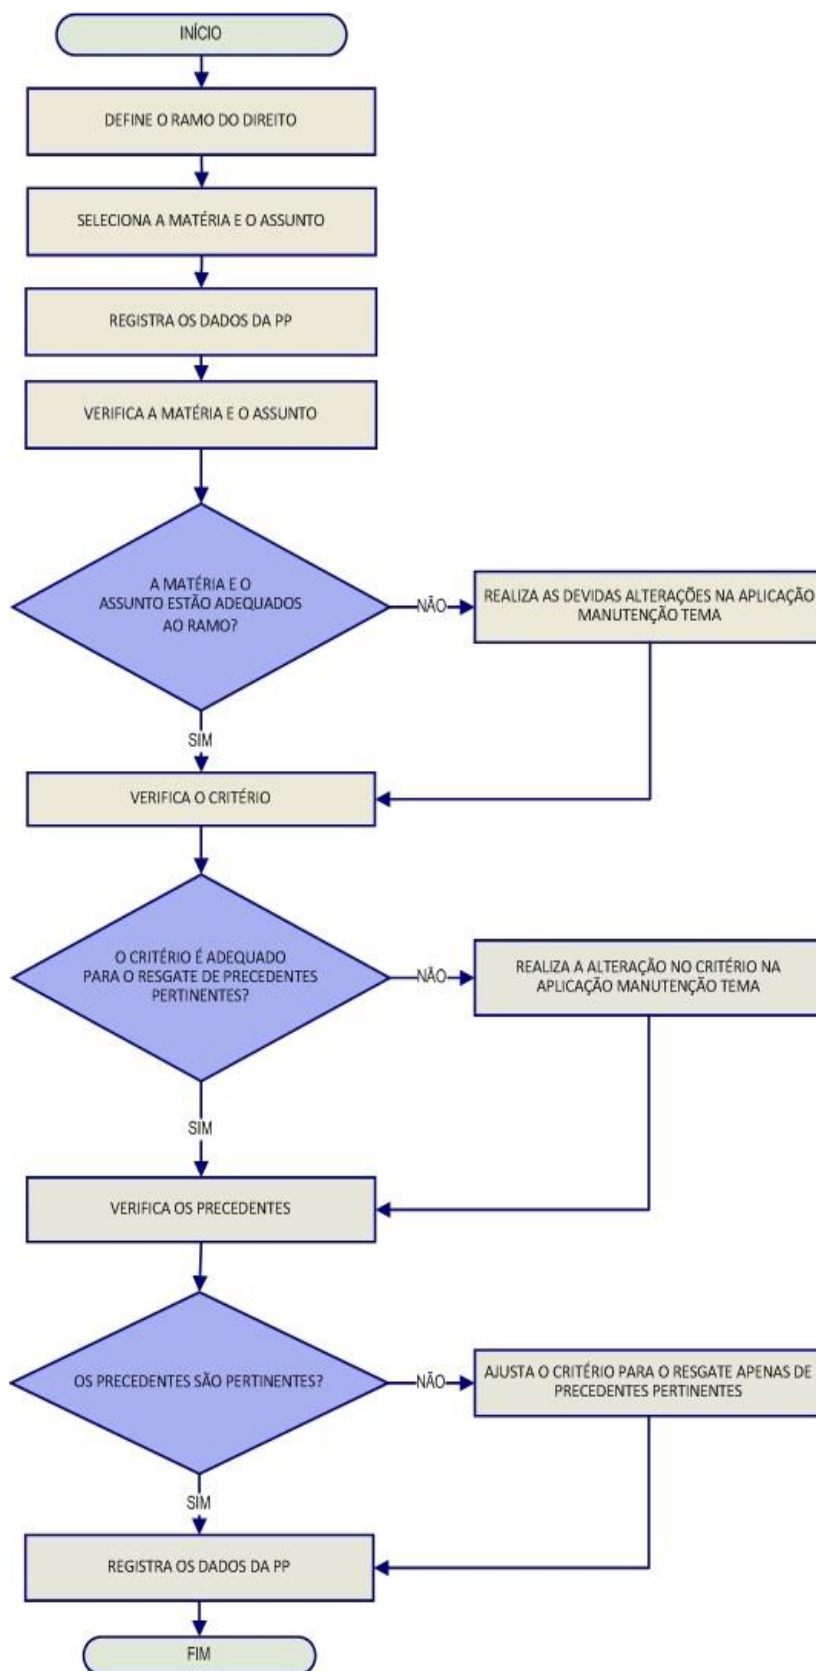 INÍCIO
DEFINE O RAMO DO DIREITO
SELECIONA A MATÉRIA E O ASSUNTO
REGISTRA OS DADOS DA PP
VERIFICA A MATÉRIA E O ASSUNTO
A MATÉRIA E O
ASSUNTO ESTÃO ADEQUADOS
AO RAMO?
NÃO
REALIZA AS DEVIDAS ALTERAÇÕES NA APLICAÇÃO
MANUTENÇÃO TEMA
SIM
VERIFICA O CRITÉRIO
O CRITÉRIO É ADEQUADO
PARA O RESGATE DE PRECEDENTES
PERTINENTES?
NÃO
REALIZA A ALTERAÇÃO NO CRITÉRIO NA
APLICAÇÃO MANUTENÇÃO TEMA
SIM
VERIFICA OS PRECEDENTES
OS PRECEDENTES SÃO PERTINENTES?
NÃO
AJUSTA O CRITÉRIO PARA O RESGATE APENAS DE
PRECEDENTES PERTINENTES
SIM
REGISTRA OS DADOS DA PP
FIM